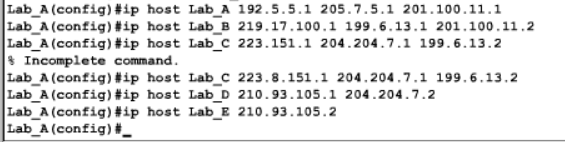 Lab_A(config)#ip host Lab_A 192.5.5.1 205.7.5.1 201.100.11.1
Lab_A(config)#ip host Lab_B 219.17.100.1 199.6.13.1 201.100.11.2
Lab_A(config)#ip host Lab_C 223.151.1 204.204.7.1 199.6.13.2
% Incomplete command.
Lab_A(config)#ip host Lab_C 223.8.151.1 204.204.7.1 199.6.13.2
Lab_A(config)#ip host Lab_D 210.93.105.1 204.204.7.2
Lab_A(config)#ip host Lab_E 210.93.105.2
Lab_A(config)#_